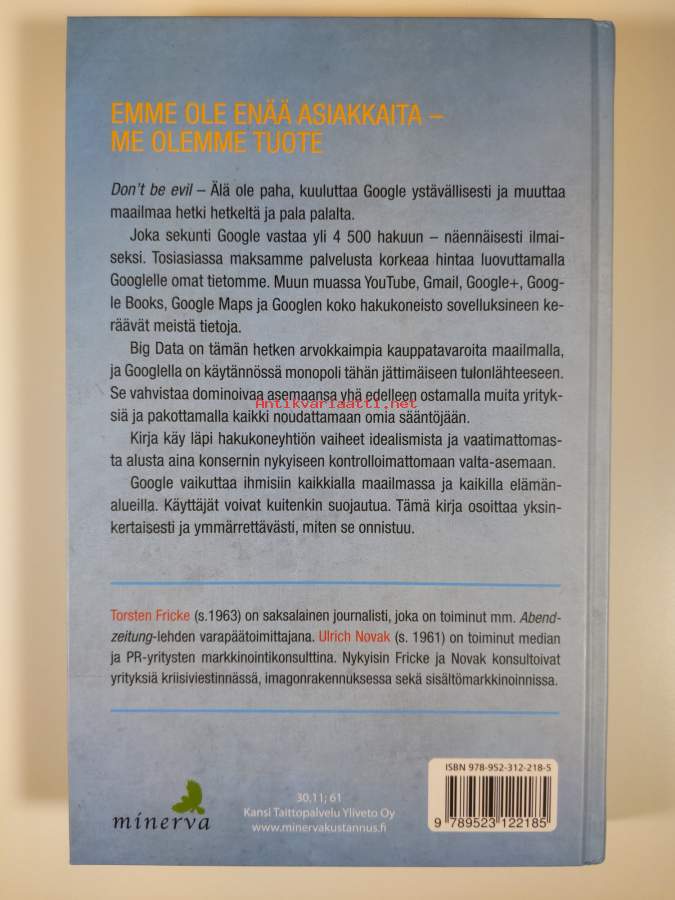 EMME OLE ENÄÄ ASIAKKAITA –
ME OLEMME TUOTE
Don't be evil – Älä ole paha, kuuluttaa Google ystävällisesti ja muuttaa
maailmaa hetki hetkeltä ja pala palalta.
Joka sekunti Google vastaa yli 4 500 hakuun – näennäisesti ilmai-
seksi. Tosiasiassa maksamme palvelusta korkeaa hintaa luovuttamalla
Googlelle omat tietomme. Muun muassa YouTube, Gmail, Google+, Goog-
le Books, Google Maps ja Googlen koko hakukoneisto sovelluksineen ke-
räävät meistä tietoja.
Big Data on tämän hetken arvokkaimpia kauppatavaroita maailmalla,
ja Googlella on käytännössä monopoli tähän jättimäiseen tulonlähteeseen.
Se vahvistaa dominoivaa asemaansa yhä edelleen ostamalla muita yrityk-
Antikvariaatti.net
siä ja pakottamalla kaikki noudattamaan omia sääntöjään.
Kirja käy läpi hakukoneyhtiön vaiheet idealismista ja vaatimattomas-
ta alusta aina konsernin nykyiseen kontrolloimattomaan valta-asemaan.
Google vaikuttaa ihmisiin kaikkialla maailmassa ja kaikilla elämän-
alueilla. Käyttäjät voivat kuitenkin suojautua. Tämä kirja osoittaa yksin-
kertaisesti ja ymmärrettävästi, miten se onnistuu.
Torsten Fricke (s.1963) on saksalainen journalisti, joka on toiminut mm. Abend-
zeitung-lehden varapäätoimittajana. Ulrich Novak (s. 1961) on toiminut median
ja PR-yritysten markkinointikonsulttina. Nykyisin Fricke ja Novak konsultoivat
yrityksiä kriisiviestinnässä, imagonrakennuksessa sekä sisältömarkkinoinnissa.
minerva
30.11; 61
Kansi Taittopalvelu Yliveto Oy
www.minervakustannus.fi
ISBN 978-952-312-218-5
9 789523 122185